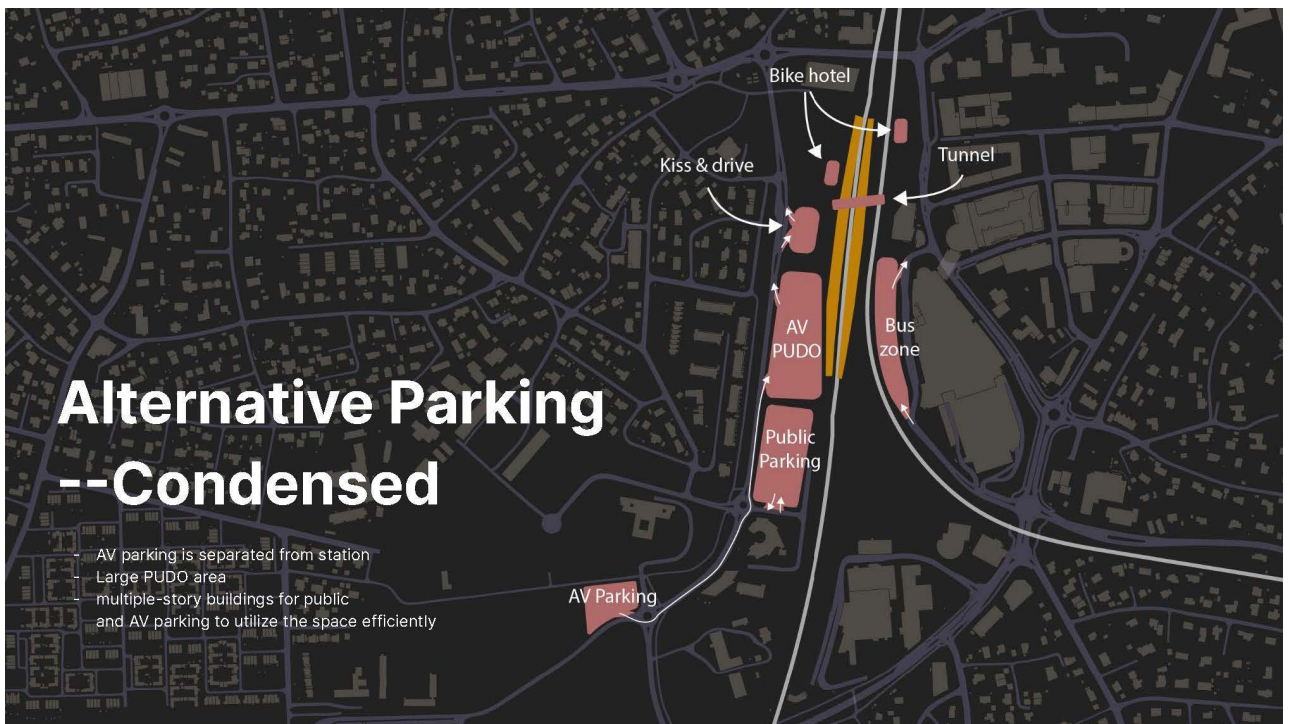 Bike hotel
Kiss & drive
Tunnel
AV
PUDO
Bus
zone
Alternative Parking
--Condensed
Public
Parking
- AV parking is separated from station
- Large PUDO area
- multiple-story buildings for public
and AV parking to utilize the space efficiently
AV Parking